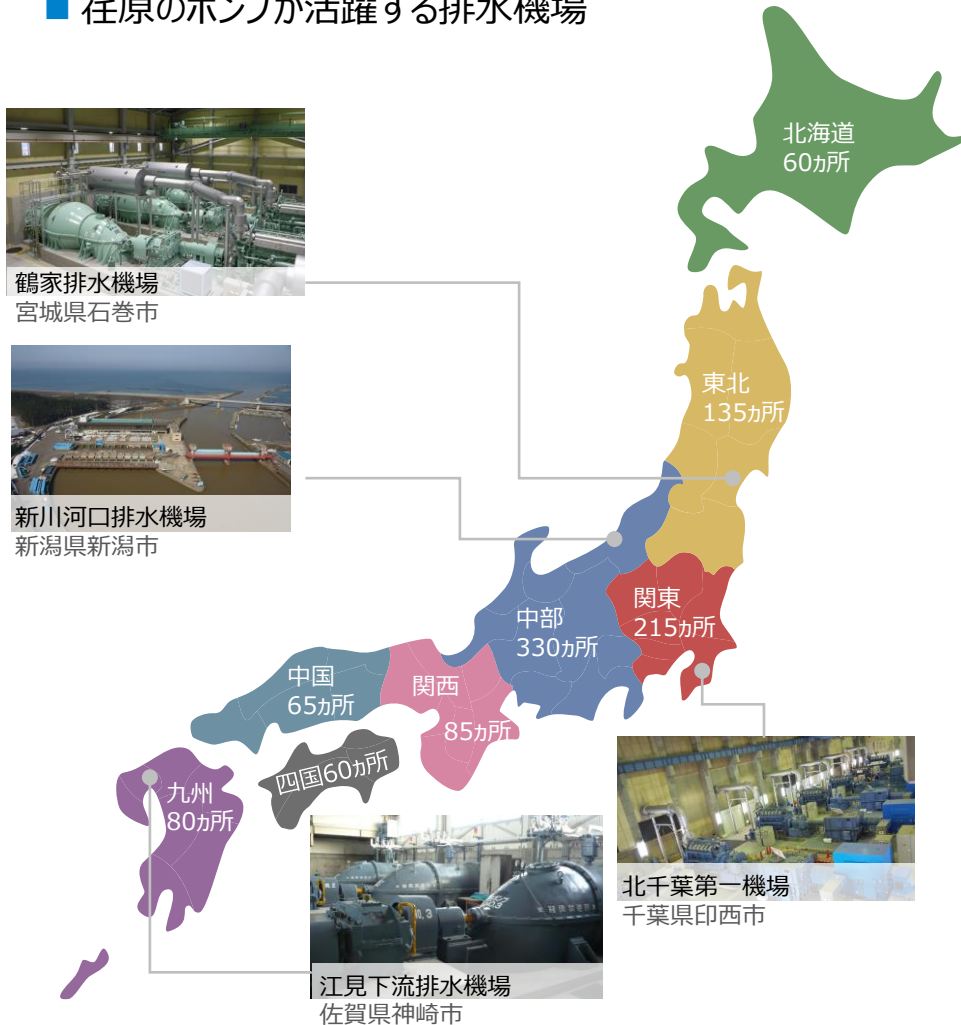 荏原のポンプが活躍する排水機場
北海道
60ヵ所
鶴家排水機場
宮城県石巻市
東北
135ヵ所
新川河口排水機場
新潟県新潟市
関東
215ヵ所
中部
330ヵ所
中国
65ヵ所
関西
85ヵ所
四国60ヵ所
九州
80ヵ所
NO.3
北千葉第一機場
千葉県印西市
江見下流排水機場
佐賀県神崎市